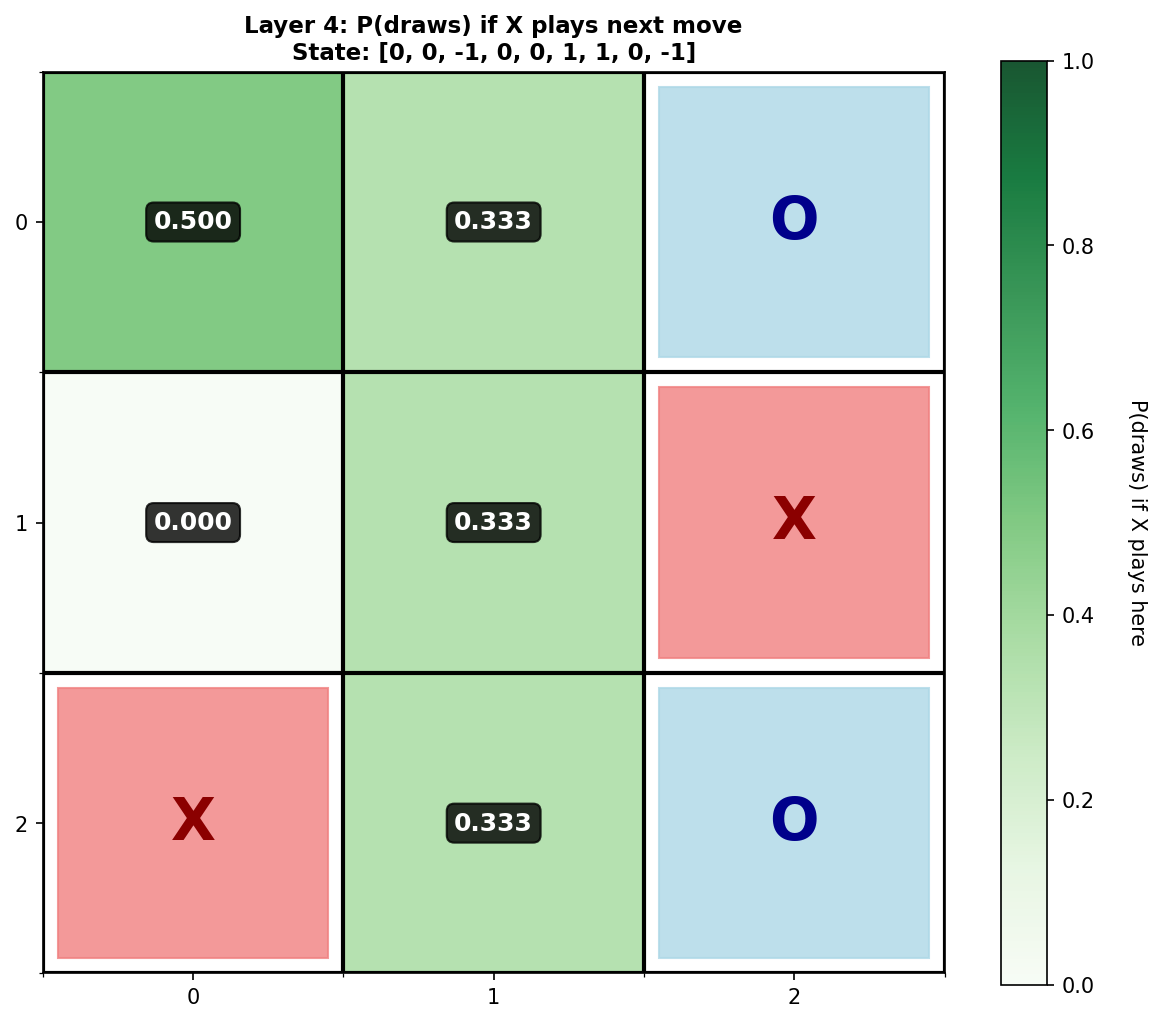 Layer 4: P(draws) if X plays next move
State: [0, 0, -1, 0, 0, 1, 1, 0, -1]
0.500
0.333
O
0
0.000
0.333
X
1
X
0.333
O
2
0
1
2
1.0
0.8
0.6
0.4
0.2
0.0
P(draws) if X plays here